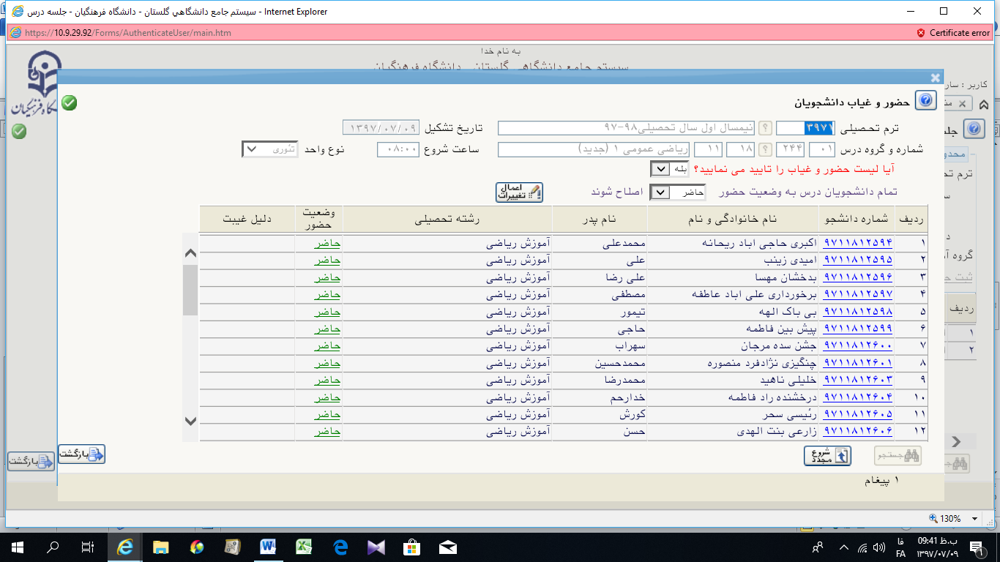 سیستم جامع دانشگاهي گلستان - دانشگاه فرهنگیان - جلسه درس - Internet Explorer
https://10.9.29.92/Forms/AuthenticateUser/main.htm Certificate error
به نام خدا
سیستم جامع دانشگاهی گلستان - دانشگاه فرهنگیان
کاربر : سار
حضور و غیاب دانشجویان
ترم تحصیلی ۳۹۷۱ ? نیمسال اول سال تحصیلی۹۸-۹۷ تاریخ تشکیل ۱۳۹۷/۰۷/۰۹
شماره و گروه درس ۰۱ ۲۴۴ ? ۱۸ ۱۱ ریاضی عمومی ۱ (جدید) ساعت شروع ۰۸:۰۰ نوع واحد تئوری
آیا لیست حضور و غیاب را تایید می نمایید؟ بله
تمام دانشجویان درس به وضعیت حضور حاضر اصلاح شوند اعمال تغییرات
ردیف شماره دانشجو نام خانوادگی و نام نام پدر رشته تحصیلی وضعیت حضور دلیل غیبت
۱ ۹۷۱۱۸۱۲۵۹۴ اکبری حاجی اباد ریحانه محمدعلی آموزش ریاضی حاضر
۲ ۹۷۱۱۸۱۲۵۹۵ امیدی زینب علی آموزش ریاضی حاضر
۳ ۹۷۱۱۸۱۲۵۹۶ بدخشان مهسا علی رضا آموزش ریاضی حاضر
۴ ۹۷۱۱۸۱۲۵۹۷ برخورداری علی اباد عاطفه مصطفی آموزش ریاضی حاضر
۵ ۹۷۱۱۸۱۲۵۹۸ بی باک الهه تیمور آموزش ریاضی حاضر
۶ ۹۷۱۱۸۱۲۵۹۹ پیش بین فاطمه حاجی آموزش ریاضی حاضر
۷ ۹۷۱۱۸۱۲۶۰۰ جشن سده مرجان سهراب آموزش ریاضی حاضر
۸ ۹۷۱۱۸۱۲۶۰۱ چنگیزی نژادفرد منصوره محمدحسین آموزش ریاضی حاضر
۹ ۹۷۱۱۸۱۲۶۰۳ خلیلی ناهید محمدرضا آموزش ریاضی حاضر
۱۰ ۹۷۱۱۸۱۲۶۰۴ درخشنده راد فاطمه خدارحم آموزش ریاضی حاضر
۱۱ ۹۷۱۱۸۱۲۶۰۵ رئیسی سحر کورش آموزش ریاضی حاضر
۱۲ ۹۷۱۱۸۱۲۶۰۶ زارعی بنت الهدی حسن آموزش ریاضی حاضر
جستجو شروع مجدد بازگشت
بازگشت
۱ پیغام
ترم تح
گروه آ
ثبت ح
ردیف
۱
۲
130%
فا ب.ظ 09:41
FA ۱۳۹۷/۰۷/۰۹
1